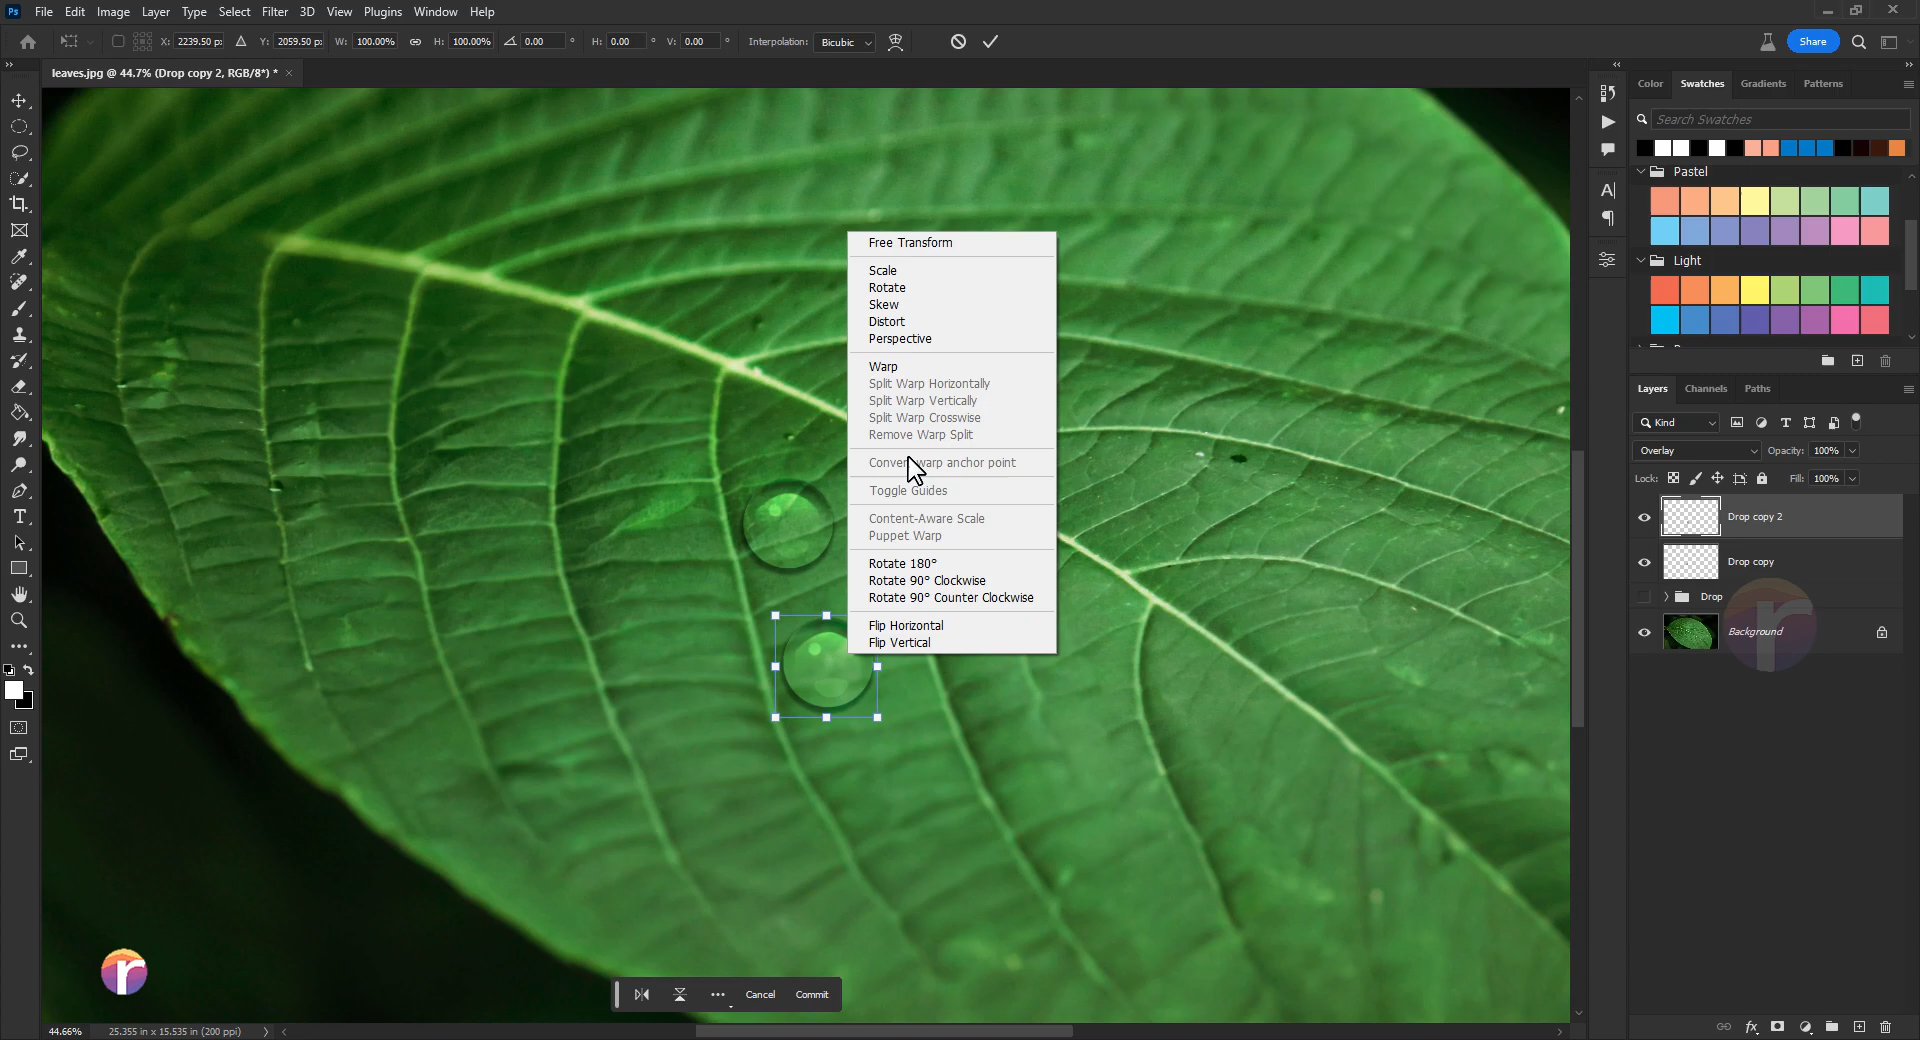 Ps File Edit Image Layer Type Select Filter 3D View Plugins Window Help
X: 2239.50 p: Y: 2059.50 p: W: 100.00% H: 100.00% 0.00 ° H: 0.00 ° V: 0.00 ° Interpolation: Bicubic Share
leaves.jpg @ 44.7% (Drop copy 2, RGB/8*) * ×
Color Swatches Gradients Patterns
Search Swatches
Pastel
Light
Free Transform
Scale
Rotate
Skew
Distort
Perspective
Warp
Split Warp Horizontally
Split Warp Vertically
Split Warp Crosswise
Remove Warp Split
warp anchor point
Toggle Guides
Content-Aware Scale
Puppet Warp
Rotate 180°
Rotate 90° Clockwise
Rotate 90° Counter Clockwise
Flip Horizontal
Flip Vertical
Layers Channels Paths
Kind
Overlay Opacity: 100%
Lock: Fill: 100%
Drop copy 2
Drop copy
Drop
Background
r
r
Cancel Commit
44.66% 25.355 in x 15.535 in (200 ppi)
fx